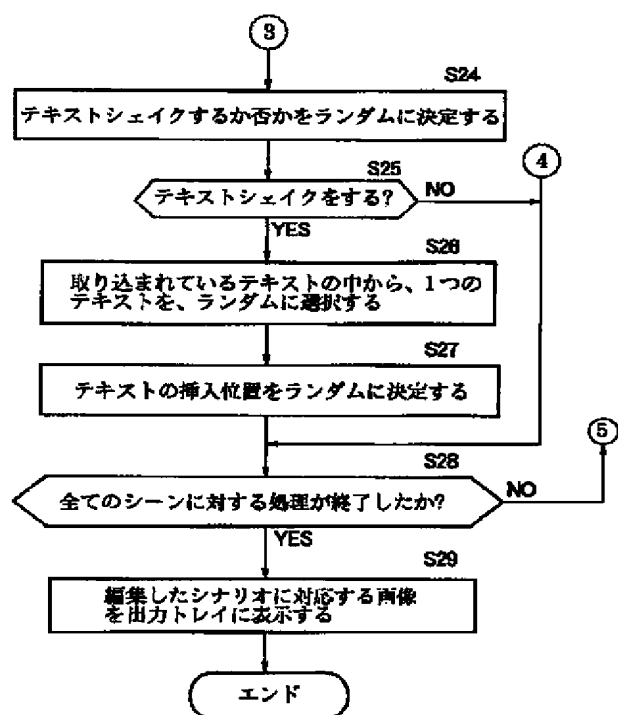 3
S24
テキストシェイクするか否かをランダムに決定する
S25
4
テキストシェイクをする?
NO
YES
S26
取り込まれているテキストの中から、1つの
テキストを、ランダムに選択する
S27
テキストの挿入位置をランダムに決定する
5
S28
全てのシーンに対する処理が終了したか?
NO
YES
S29
編集したシナリオに対応する画像
を出力トレイに表示する
エンド